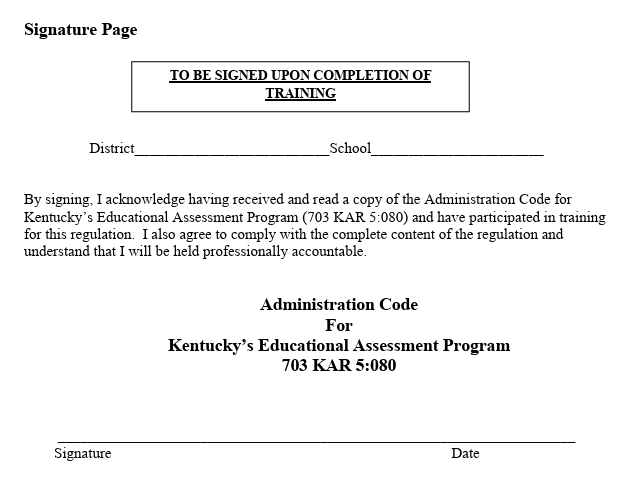 Signature Page
TO BE SIGNED UPON COMPLETION OF
TRAINING
District__________________________School_______________________
By signing, I acknowledge having received and read a copy of the Administration Code for
Kentucky’s Educational Assessment Program (703 KAR 5:080) and have participated in training
for this regulation.  I also agree to comply with the complete content of the regulation and
understand that I will be held professionally accountable.
Administration Code
For
Kentucky’s Educational Assessment Program
703 KAR 5:080
_____________________________________________________________________
Signature Date